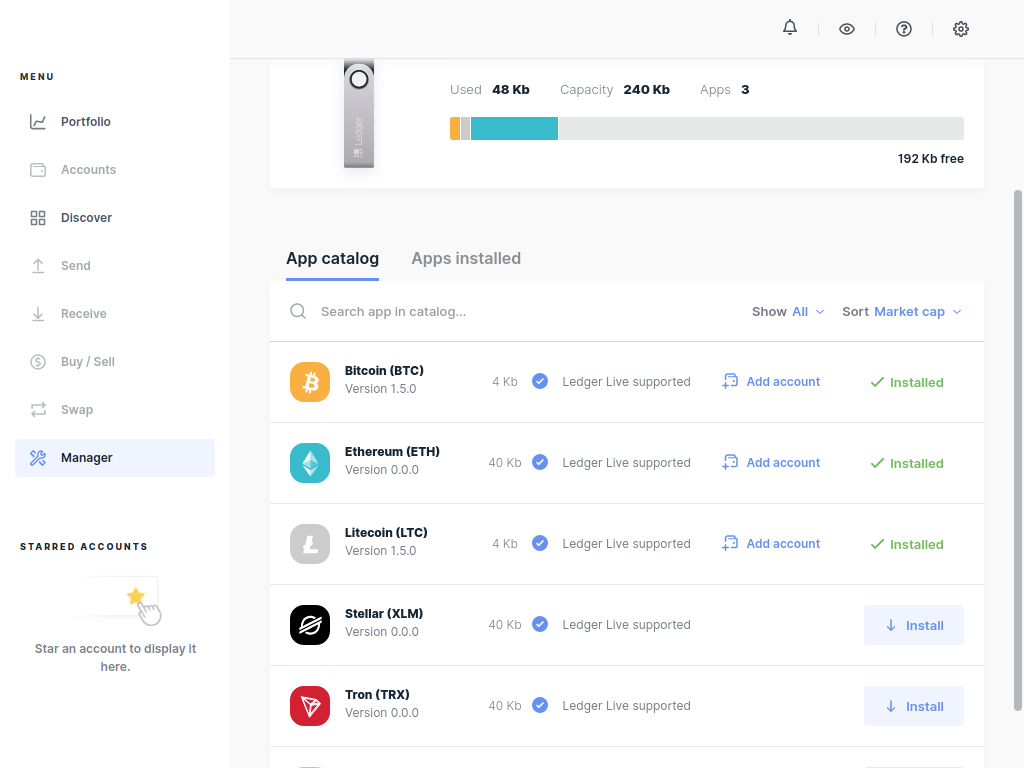 MENU
Portfolio
Accounts
Discover
Send
Receive
Buy / Sell
Swap
Manager
STARRED ACCOUNTS
Star an account to display it
here.
Ledger
Used 48 Kb Capacity 240 Kb Apps 3
192 Kb free
App catalog Apps installed
Search app in catalog... Show All Sort Market cap
Bitcoin (BTC)
Version 1.5.0
4 Kb Ledger Live supported Add account Installed
Ethereum (ETH)
Version 0.0.0
40 Kb Ledger Live supported Add account Installed
Litecoin (LTC)
Version 1.5.0
4 Kb Ledger Live supported Add account Installed
Stellar (XLM)
Version 0.0.0
40 Kb Ledger Live supported Install
Tron (TRX)
Version 0.0.0
40 Kb Ledger Live supported Install